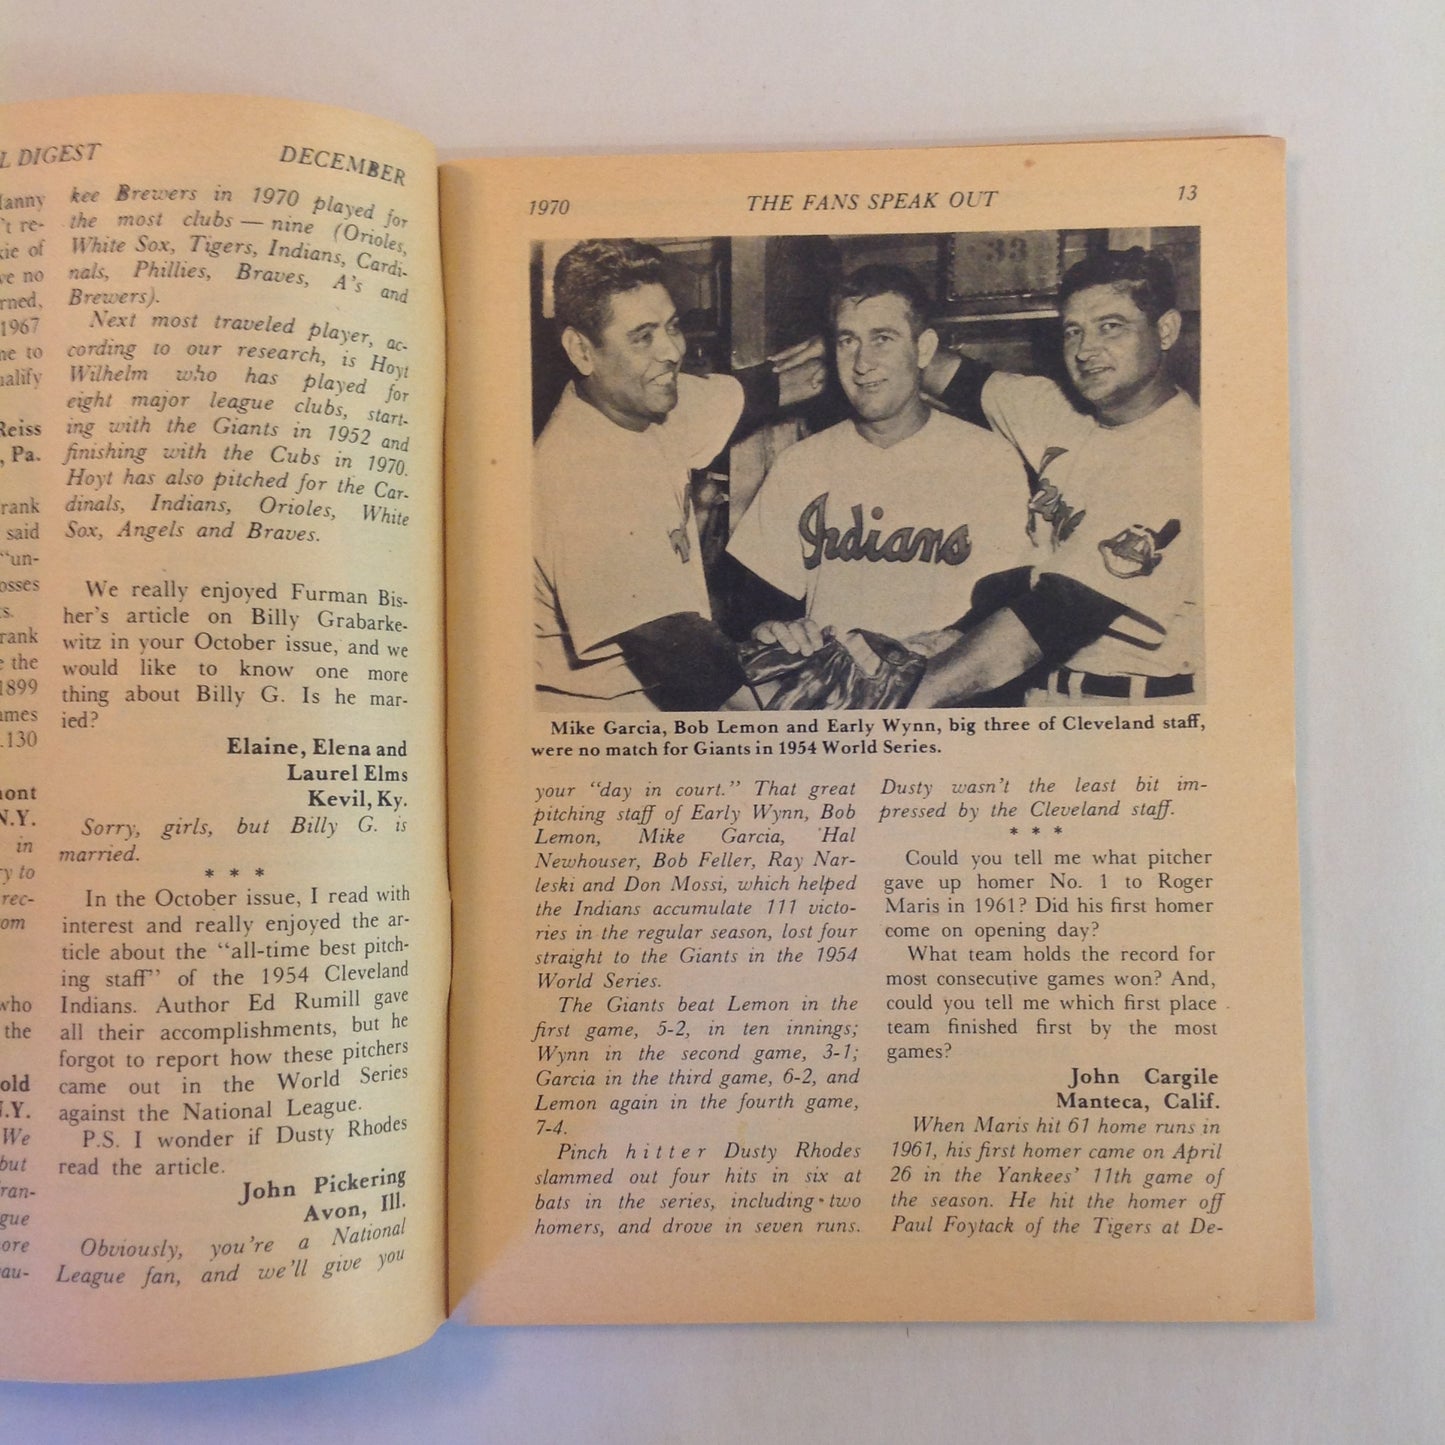 L DIGEST
DECEMBER
't re-
of
no
1967
to
Reiss
, Pa.
rank
said
"un-
rank
the
1899
.130
N.Y.
in
to
rec-
who
the
We
but
kee Brewers in 1970 played for
the most clubs — nine (Orioles,
White Sox, Tigers, Indians, Cardi-
nals, Phillies, Braves, A's and
Brewers).
Next most traveled player, ac-
cording to our research, is Hoyt
Wilhelm who has played for
eight major league clubs, start-
ing with the Giants in 1952 and
finishing with the Cubs in 1970.
Hoyt has also pitched for the Car-
dinals, Indians, Orioles, White
Sox, Angels and Braves.
We really enjoyed Furman Bis-
her's article on Billy Grabarke-
witz in your October issue, and we
would like to know one more
thing about Billy G. Is he mar-
ied?
Elaine, Elena and
Laurel Elms
Kevil, Ky.
Sorry, girls, but Billy G. is
married.
* * *
In the October issue, I read with
interest and really enjoyed the ar-
ticle about the "all-time best pitch-
ing staff" of the 1954 Cleveland
Indians. Author Ed Rumill gave
all their accomplishments, but he
forgot to report how these pitchers
came out in the World Series
against the National League.
P.S. I wonder if Dusty Rhodes
read the article.
John Pickering
Avon, Ill.
Obviously, you're a National
League fan, and we'll give you
1970
THE FANS SPEAK OUT
13
33
Indians
Mike Garcia, Bob Lemon and Early Wynn, big three of Cleveland staff,
were no match for Giants in 1954 World Series.
your "day in court." That great
pitching staff of Early Wynn, Bob
Lemon, Mike Garcia, Hal
Newhouser, Bob Feller, Ray Nar-
leski and Don Mossi, which helped
the Indians accumulate 111 victo-
ries in the regular season, lost four
straight to the Giants in the 1954
World Series.
The Giants beat Lemon in the
first game, 5-2, in ten innings;
Wynn in the second game, 3-1;
Garcia in the third game, 6-2, and
Lemon again in the fourth game,
7-4.
Pinch hitter Dusty Rhodes
slammed out four hits in six at
bats in the series, including two
homers, and drove in seven runs.
Dusty wasn't the least bit im-
pressed by the Cleveland staff.
* * *
Could you tell me what pitcher
gave up homer No. 1 to Roger
Maris in 1961? Did his first homer
come on opening day?
What team holds the record for
most consecutive games won? And,
could you tell me which first place
team finished first by the most
games?
John Cargile
Manteca, Calif.
When Maris hit 61 home runs in
1961, his first homer came on April
26 in the Yankees' 11th game of
the season. He hit the homer off
Paul Foytack of the Tigers at De-